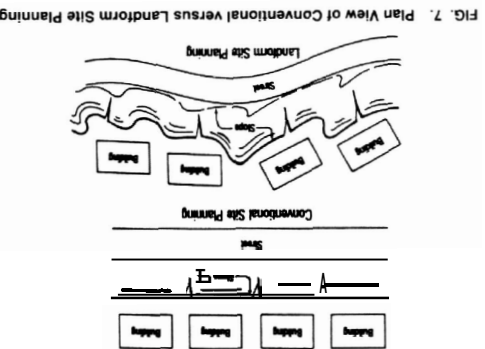 Building Building Building Building
Street
Conventional Site Planning
Building Building Building Building
Slope
Street
Landform Site Planning
FIG. 7. Plan View of Conventional versus Landform Site Planning